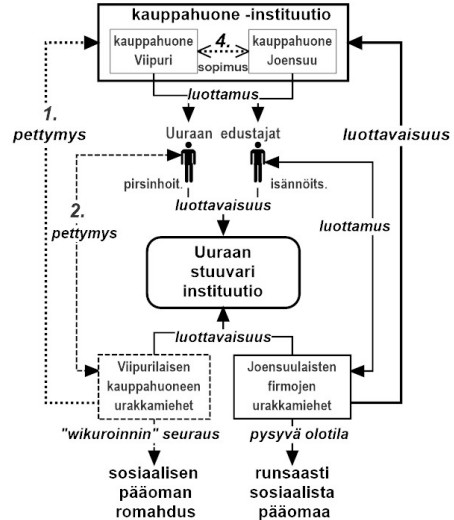 kauppahuone -instituutio
kauppahuone
Viipuri
4.
sopimus
kauppahuone
Joensuu
luottamus
1.
pettymys
luottavaisuus
Uuraan edustajat
pirsinhoit.
isännöits.
luottavaisuus
2.
pettymys
luottamus
Uuraan
stuuvari
instituutio
luottavaisuus
Viipurilaisen
kauppahuoneen
urakkamiehet
Joensuulaisten
firmojen
urakkamiehet
"wikuroinnin" seuraus
pysyvä olotila
sosiaalisen
pääoman
romahdus
runsaasti
sosiaalista
pääomaa